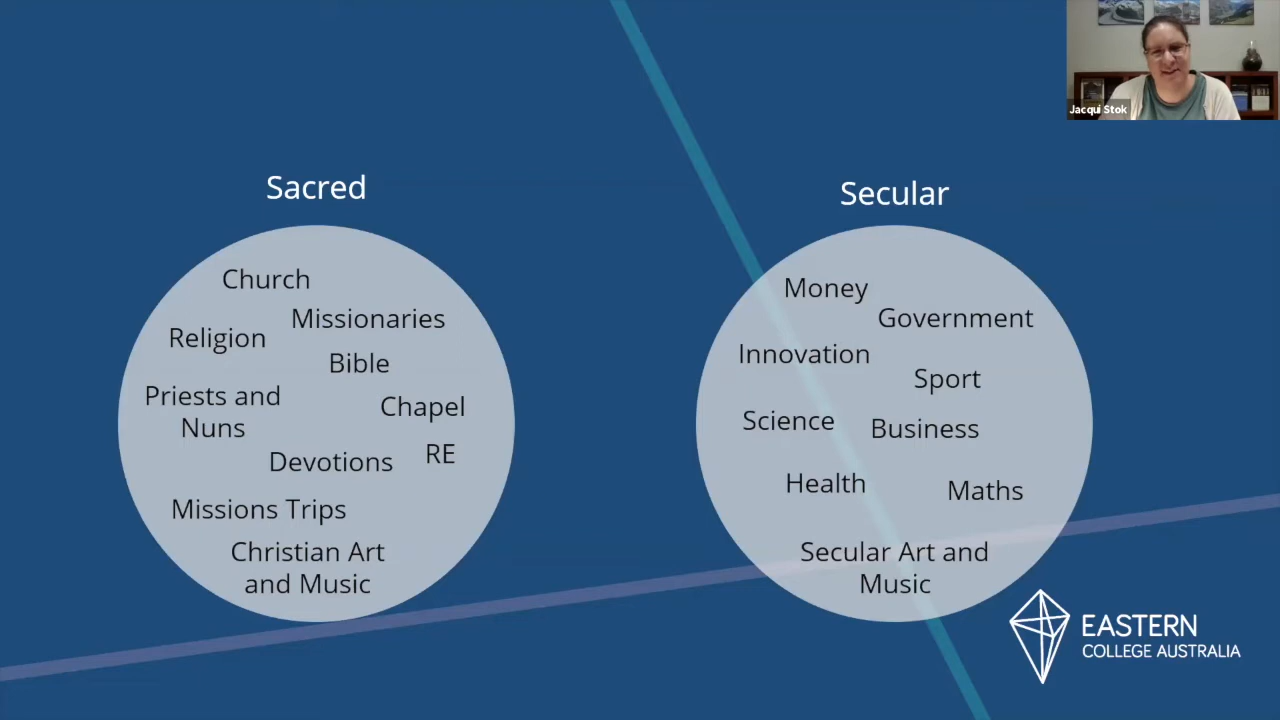 Jacqui Stok
Sacred
Church
Missionaries
Religion
Bible
Priests and
Nuns
Chapel
RE
Devotions
Missions Trips
Christian Art
and Music
Secular
Money
Government
Innovation
Sport
Science
Business
Health
Maths
Secular Art and
Music
EASTERN
COLLEGE AUSTRALIA